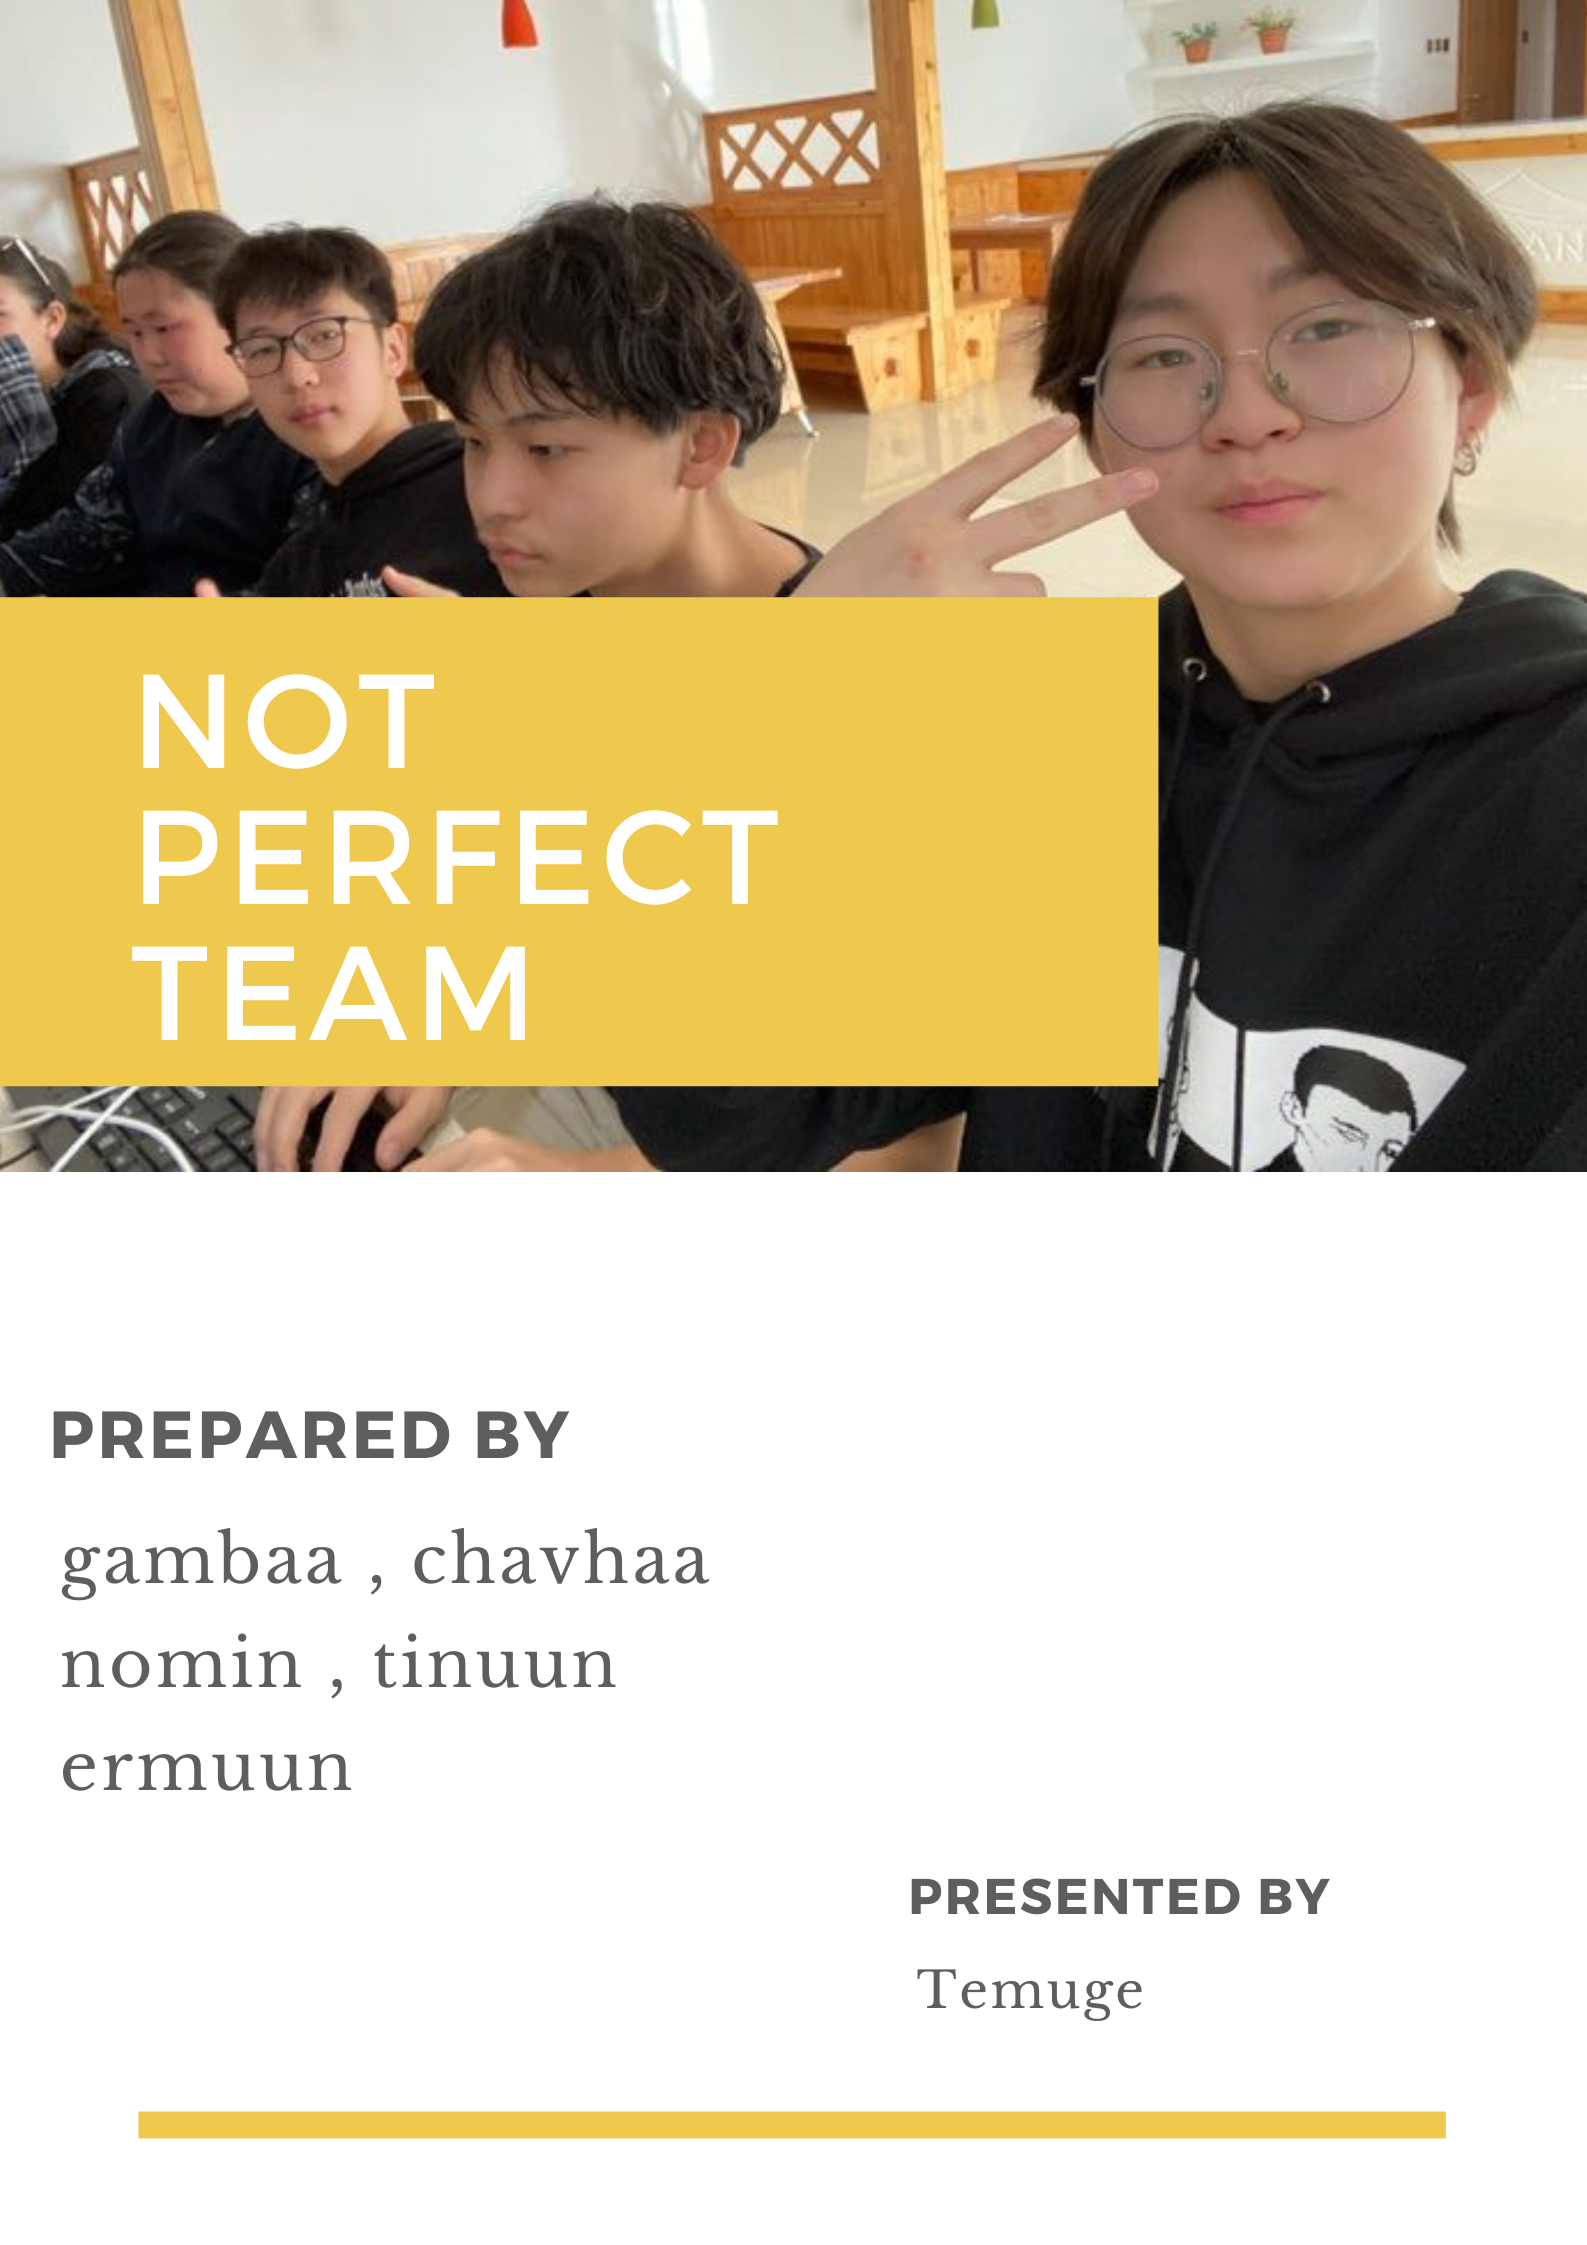 NOT
PERFECT
TEAM
PREPARED BY
gambaa , chavhaa
nomin , tinuun
ermuun
PRESENTED BY
Temuge